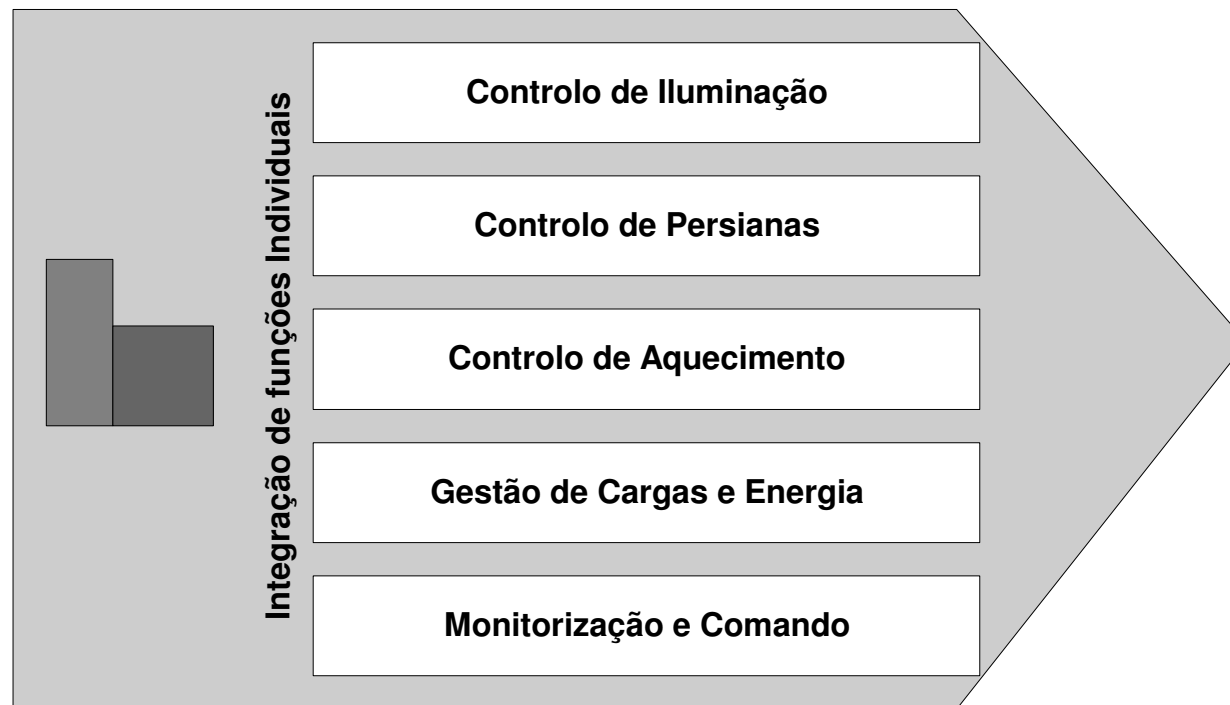 Integração de funções Individuais
Controlo de Iluminação
Controlo de Persianas
Controlo de Aquecimento
Gestão de Cargas e Energia
Monitorização e Comando